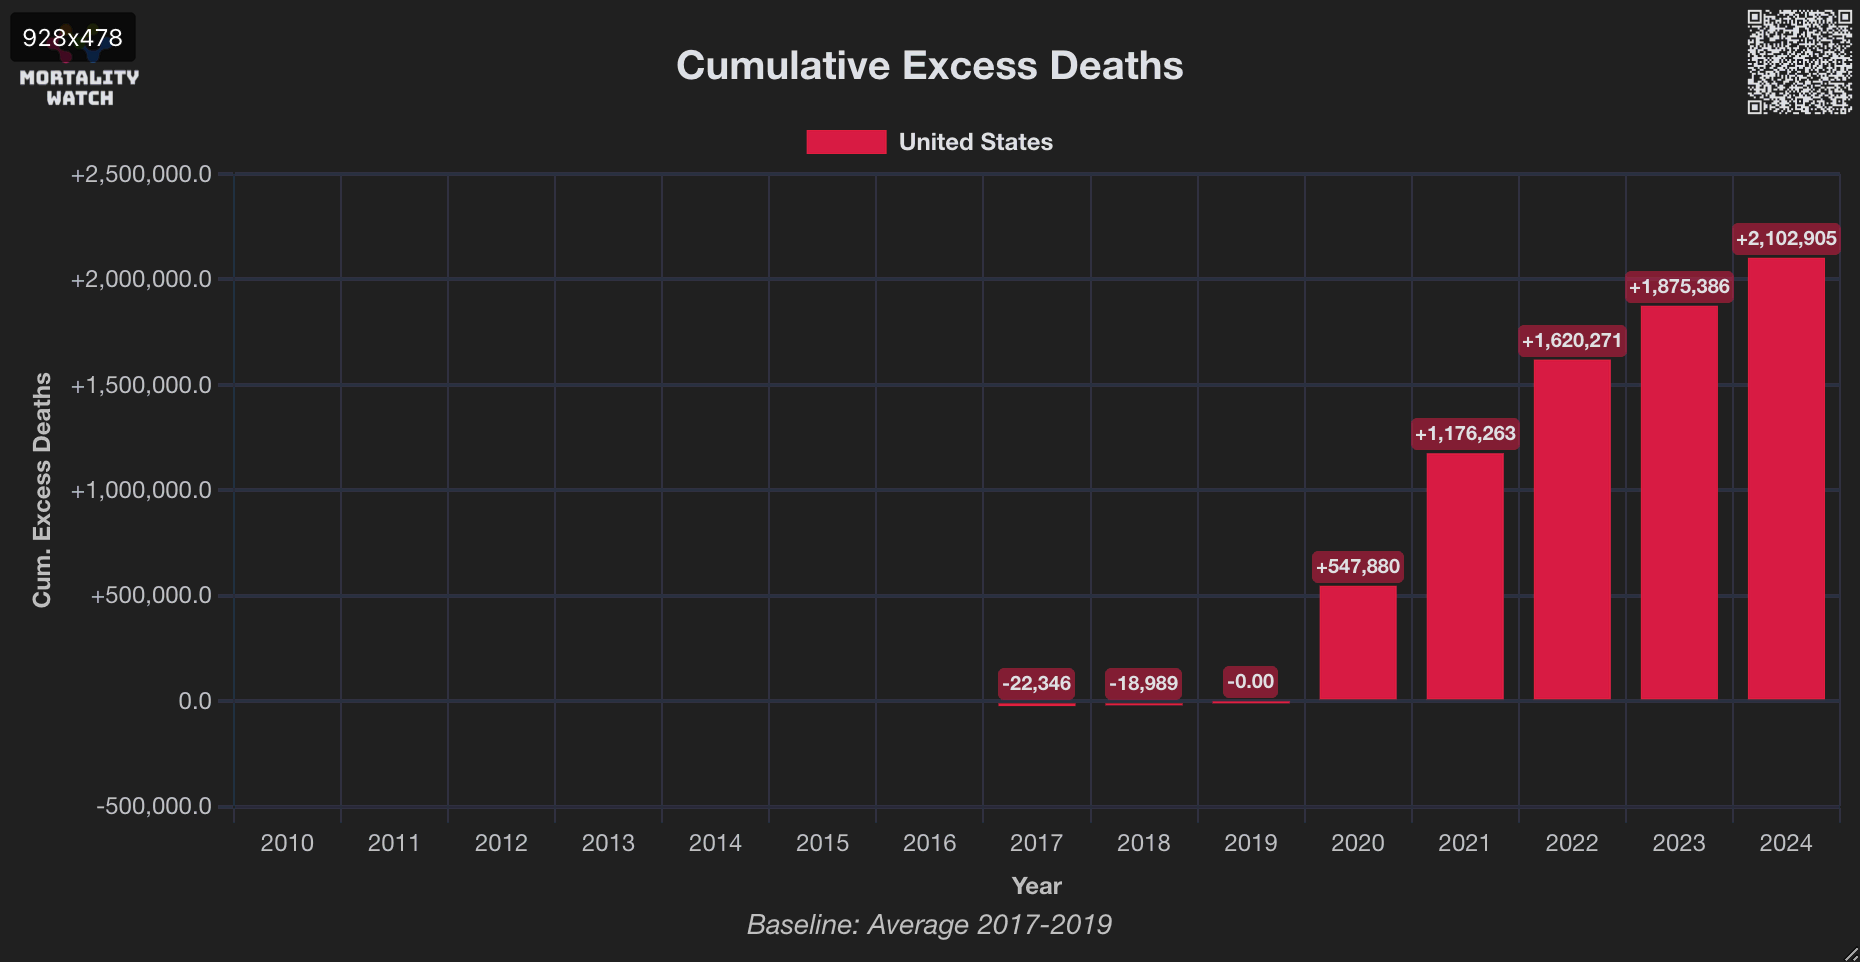 928x478
MORTALITY
WATCH
Cumulative Excess Deaths
United States
+2,500,000.0
+2,000,000.0
+1,500,000.0
+1,000,000.0
+500,000.0
0.0
-500,000.0
Cum. Excess Deaths
-22,346
-18,989
-0.00
+547,880
+1,176,263
+1,620,271
+1,875,386
+2,102,905
2010 2011 2012 2013 2014 2015 2016 2017 2018 2019 2020 2021 2022 2023 2024
Year
Baseline: Average 2017-2019